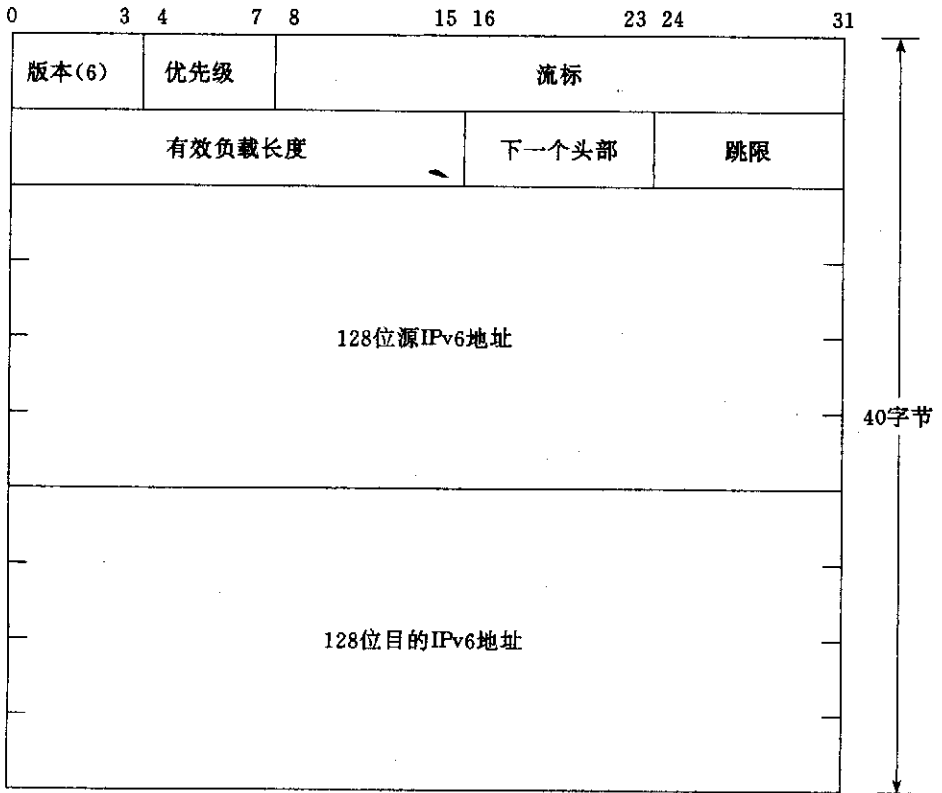 0 3 4 7 8 15 16 23 24 31
版本(6) 优先级 流标
有效负载长度 下一个头部 跳限
128位源IPv6地址
40字节
128位目的IPv6地址